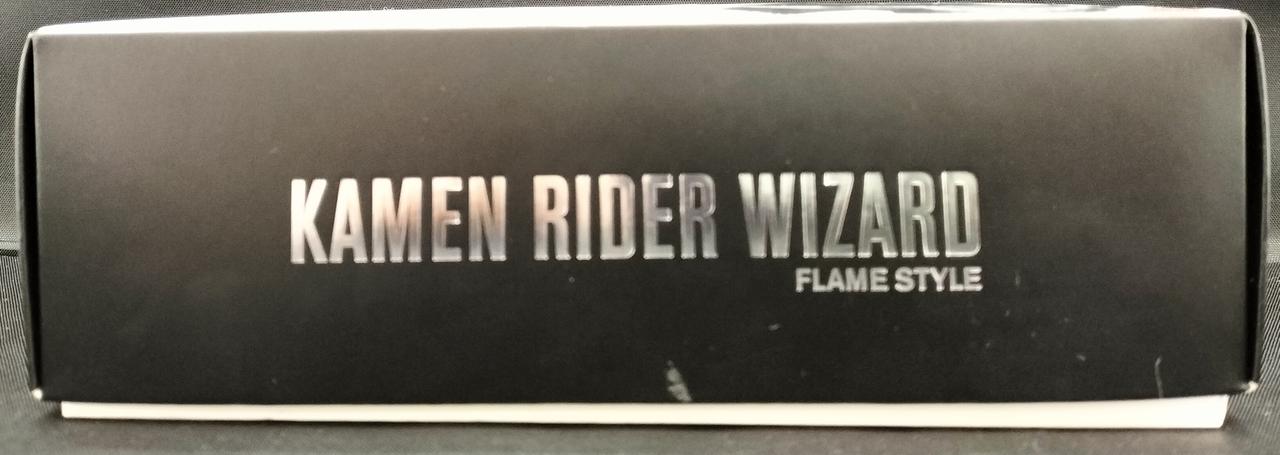 KAMEN RIDER WIZARD
FLAME STYLE